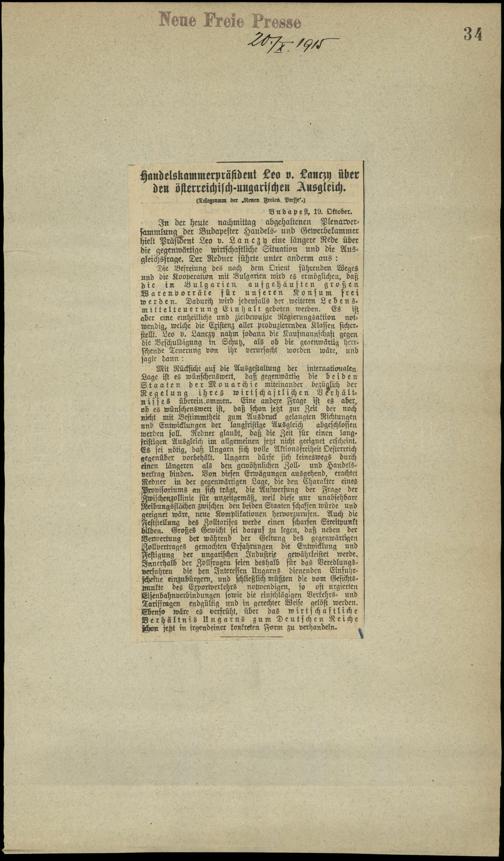 Neue Freie Presse
20./X. 1915
34
Handelskammerpräsident Leo v. Lanczy über
den österreichisch-ungarischen Ausgleich.
(Telegramm der „Neuen Freien Presse“.)
Budapest, 19. Oktober.
In der heute nachmittag abgehaltenen Plenarver-
sammlung der Budapester Handels- und Gewerbekammer
hielt Präsident Leo v. Lanczy eine längere Rede über
die gegenwärtige wirtschaftliche Situation und die Aus-
gleichsfrage. Der Redner führte unter anderm aus:
Die Befreiung des nach dem Orient führenden Weges
und die Kooperation mit Bulgarien wird es ermöglichen, daß
die in Bulgarien aufgehäuften großen
Warenvorräte für unseren Konsum frei
werden. Dadurch wird jedenfalls der weiteren Lebens-
mittelteuerung Einhalt geboten werden. Es ist
aber eine einheitliche und zielbewußte Regierungsaktion not-
wendig, welche die Existenz aller produzierenden Klassen sicher-
stellt. Leo v. Lanczy nahm sodann die Kaufmannschaft gegen
die Beschuldigung in Schutz, als ob die gegenwärtig herr-
schende Teuerung von ihr verursacht worden wäre, und
sagte dann:
Mit Rücksicht auf die Ausgestaltung der internationalen
Lage ist es wünschenswert, daß gegenwärtig die beiden
Staaten der Monarchie miteinander bezüglich der
Regelung ihres wirtschaftlichen Verhält-
nisses übereinkommen. Eine andere Frage ist es aber,
ob es wünschenswert ist, daß schon jetzt zur Zeit der noch
nicht mit Bestimmtheit zum Ausdruck gelangten Richtungen
und Entwicklungen der langfristige Ausgleich abgeschlossen
werden soll. Redner glaubt, daß die Zeit für einen lang-
fristigen Ausgleich im allgemeinen jetzt nicht geeignet erscheint.
Es sei nötig, daß Ungarn sich volle Aktionsfreiheit Oesterreich
gegenüber vorbehält. Ungarn dürfe sich keineswegs durch
einen längeren als den gewöhnlichen Zoll- und Handels-
vertrag binden. Von diesen Erwägungen ausgehend, erachtet
Redner in der gegenwärtigen Lage, die den Charakter eines
Provisoriums an sich trägt, die Aufwerfung der Frage der
Zwischenzollinie für unzeitgemäß, weil diese nur unabsehbare
Reibungsflächen zwischen den beiden Staaten schaffen würde und
geeignet wäre, neue Komplikationen hervorzurufen. Auch die
Feststellung des Zolltarifes werde einen scharfen Streitpunkt
bilden. Großes Gewicht sei darauf zu legen, daß neben der
Bewertung der während der Geltung des gegenwärtigen
Zollvertrages gemachten Erfahrungen die Entwicklung und
Festigung der ungarischen Industrie gewährleistet werde.
Innerhalb der Zollfragen seien deshalb für das Veredlungs-
verfahren die den Interessen Ungarns dienenden Einfuhr-
scheine einzubürgern, und schließlich müßten die vom Gesichts-
punkte des Exportverkehrs notwendigen, so oft urgierten
Eisenbahnverbindungen sowie die einschlägigen Verkehrs- und
Tariffragen endgültig und in gerechter Weise gelöst werden.
Ebenso wäre es verfrüht, über das wirtschaftliche
Verhältnis Ungarns zum Deutschen Reiche
schon jetzt in irgendeiner konkreten Form zu verhandeln.